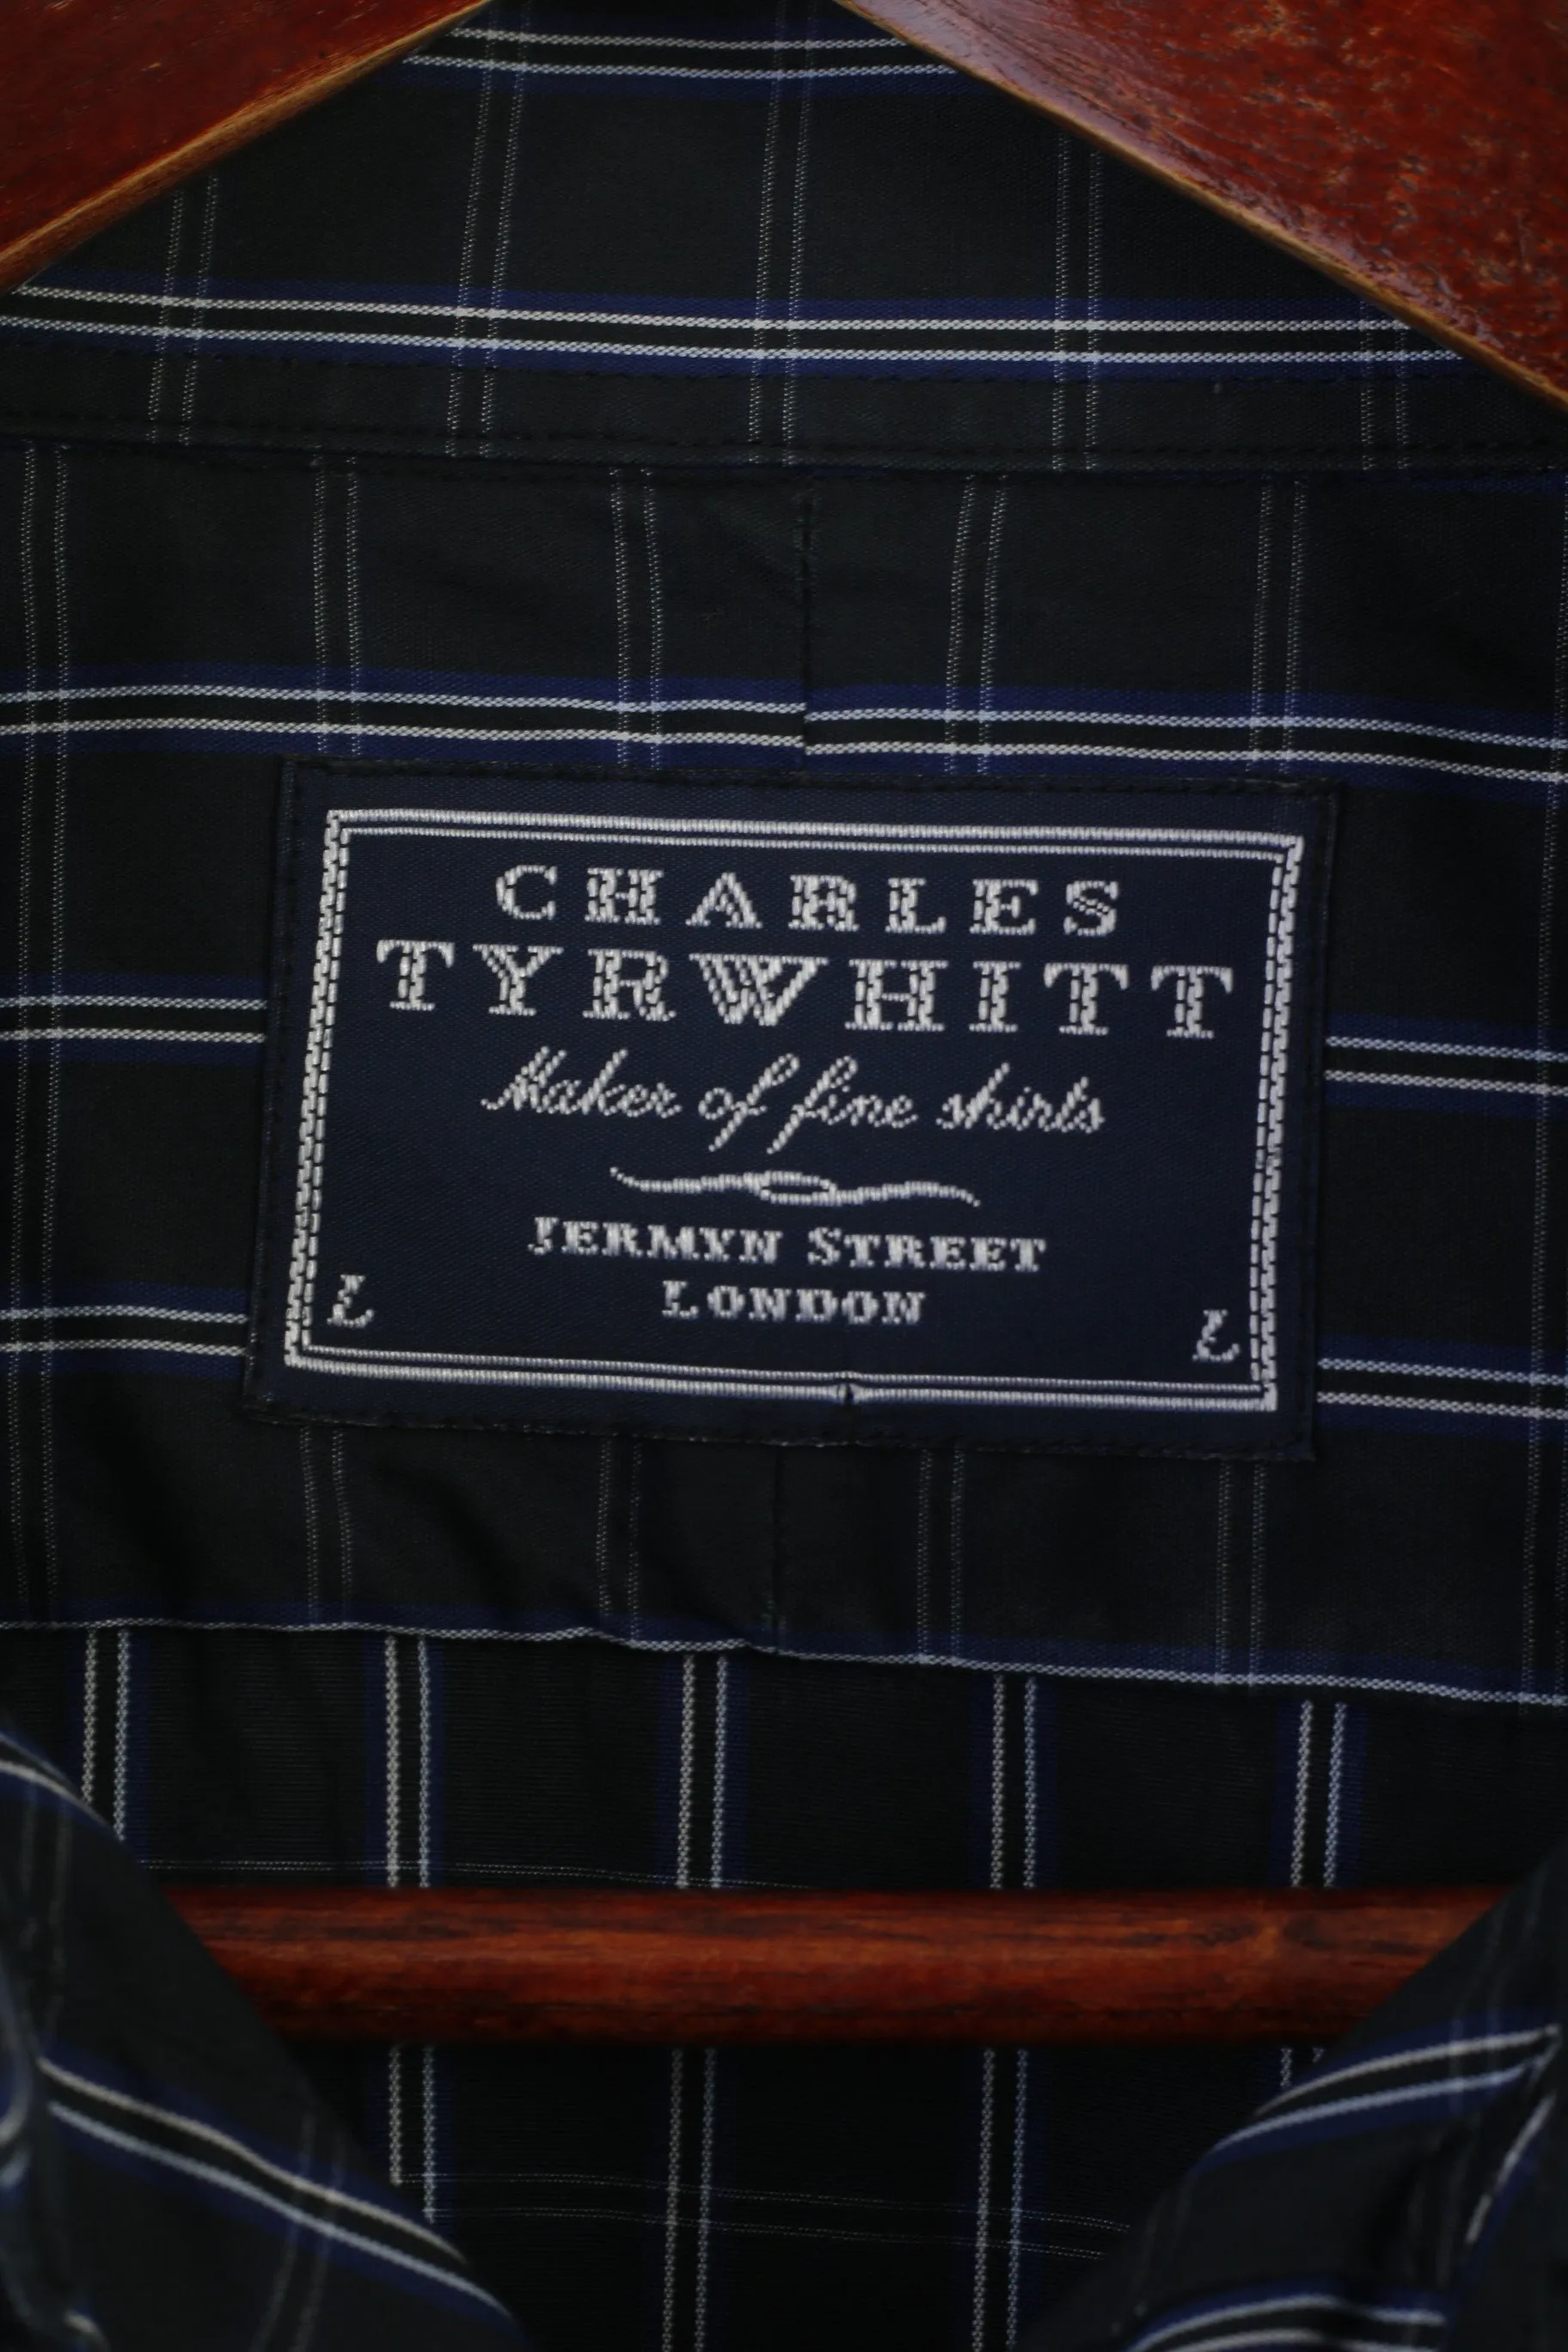 CHARLES
TYRWHITT
Maker of fine shirts
JERMYN STREET
LONDON
L L